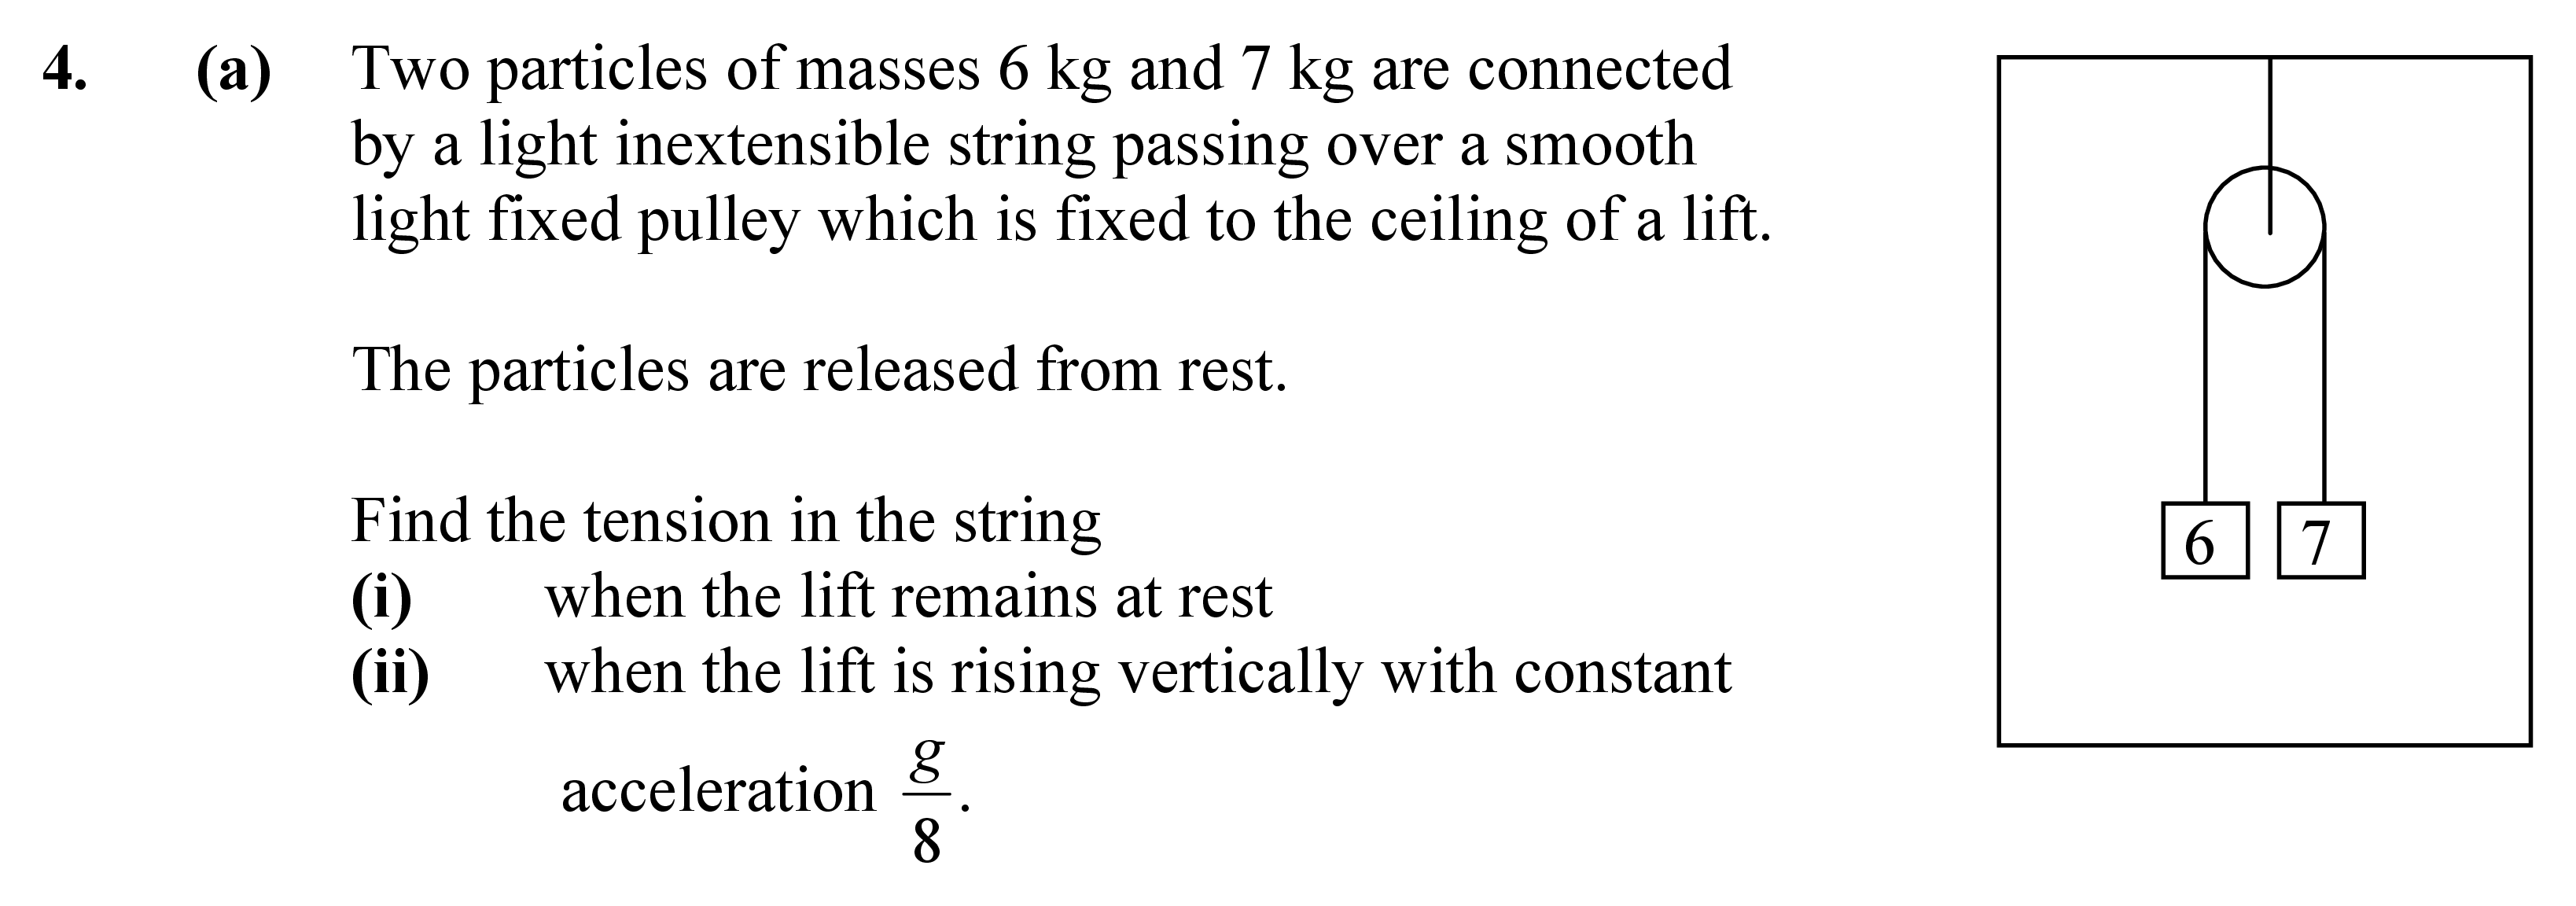 4. (a) Two particles of masses 6 kg and 7 kg are connected
by a light inextensible string passing over a smooth
light fixed pulley which is fixed to the ceiling of a lift.
The particles are released from rest.
Find the tension in the string
(i) when the lift remains at rest
(ii) when the lift is rising vertically with constant
acceleration g/8.
6 7